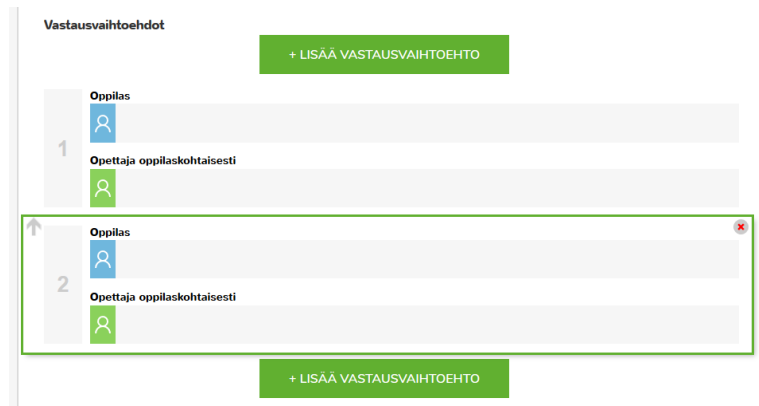 Vastausvaihtoehdot
+ LISÄÄ VASTAUSVAIHTOEHTO
Oppilas
1
Opettaja oppilaskohtaisesti
Oppilas
2
Opettaja oppilaskohtaisesti
+ LISÄÄ VASTAUSVAIHTOEHTO